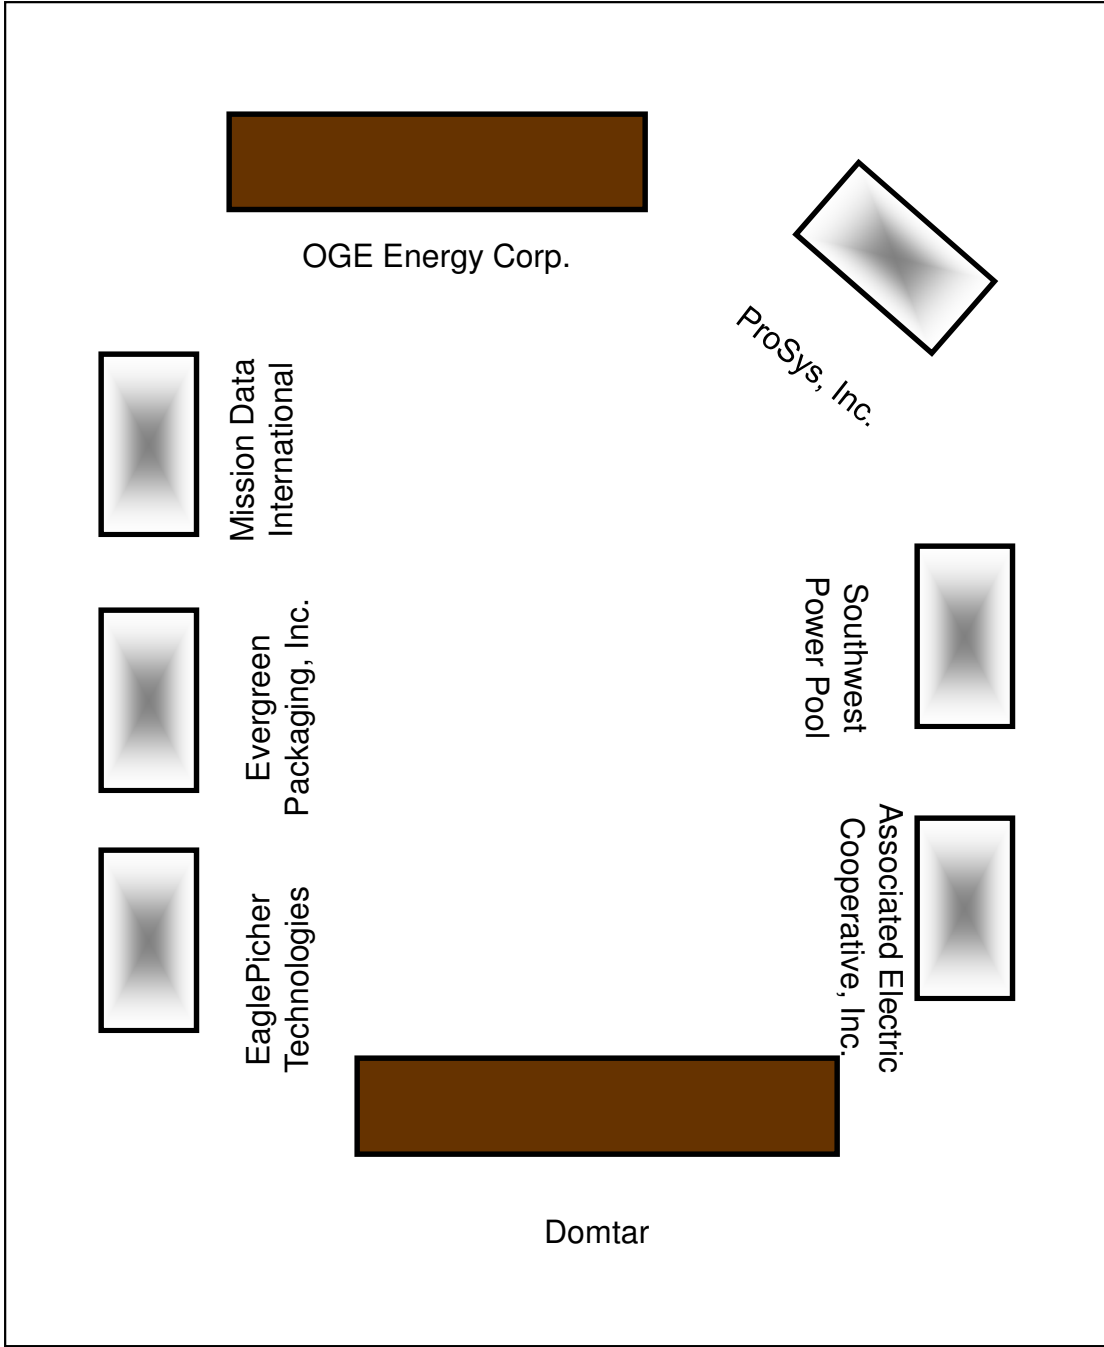 OGE Energy Corp.
ProSys, Inc.
Mission Data
International
Southwest
Power Pool
Evergreen
Packaging, Inc.
Associated Electric
Cooperative, Inc.
EaglePicher
Technologies
Domtar